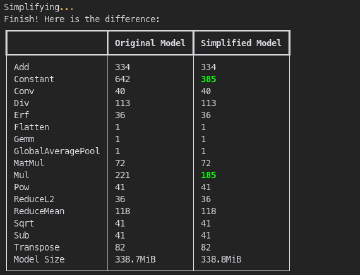 Simplifying...
Finish! Here is the difference:
Original Model Simplified Model
Add 334 334
Constant 642 385
Conv 40 40
Div 113 113
Erf 36 36
Flatten 1 1
Gemm 1 1
GlobalAveragePool 1 1
MatMul 72 72
Mul 221 185
Pow 41 41
ReduceL2 36 36
ReduceMean 118 118
Sqrt 41 41
Sub 41 41
Transpose 82 82
Model Size 338.7MiB 338.8MiB